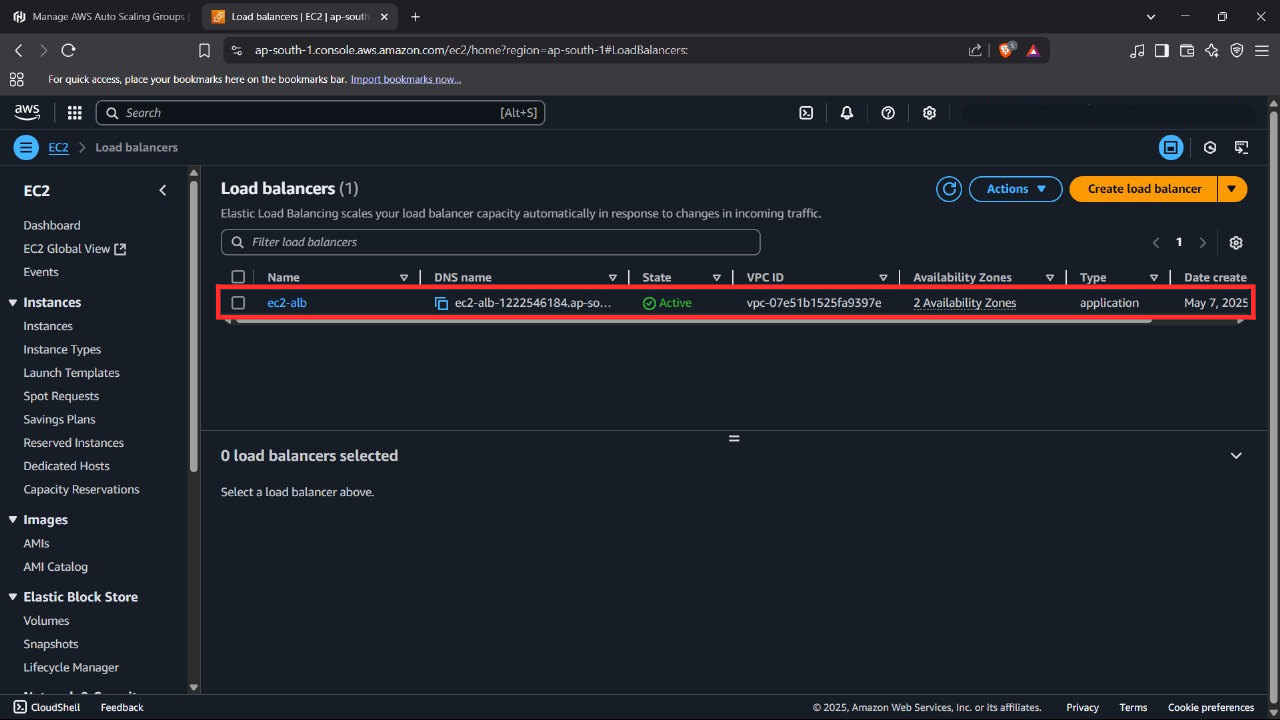 Manage AWS Auto Scaling Groups
Load balancers | EC2 | ap-south
ap-south-1.console.aws.amazon.com/ec2/home?region=ap-south-1#LoadBalancers:
5
For quick access, place your bookmarks here on the bookmarks bar. Import bookmarks now...
aws
Search
[Alt+S]
EC2
Load balancers
EC2
Dashboard
EC2 Global View
Events
Instances
Instances
Instance Types
Launch Templates
Spot Requests
Savings Plans
Reserved Instances
Dedicated Hosts
Capacity Reservations
Images
AMIs
AMI Catalog
Elastic Block Store
Volumes
Snapshots
Lifecycle Manager
Load balancers (1)
Actions
Create load balancer
Elastic Load Balancing scales your load balancer capacity automatically in response to changes in incoming traffic.
Filter load balancers
1
Name DNS name State VPC ID Availability Zones Type Date create
ec2-alb ec2-alb-1222546184.ap-so... Active vpc-07e51b1525fa9397e 2 Availability Zones application May 7, 2025
0 load balancers selected
Select a load balancer above.
CloudShell Feedback © 2025, Amazon Web Services, Inc. or its affiliates. Privacy Terms Cookie preferences